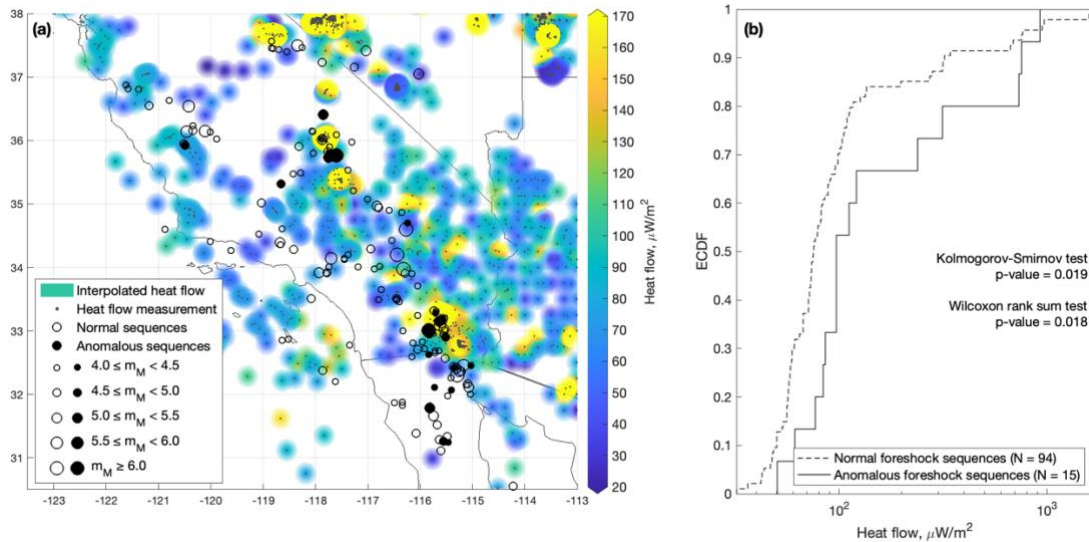 (a)
38
37
36
35
34
33
32
31
Interpolated heat flow
Heat flow measurement
Normal sequences
Anomalous sequences
4.0 ≤ m_M < 4.5
4.5 ≤ m_M < 5.0
5.0 ≤ m_M < 5.5
5.5 ≤ m_M < 6.0
m_M ≥ 6.0
-123 -122 -121 -120 -119 -118 -117 -116 -115 -114 -113
170
160
150
140
130
120
110
100
90
80
70
60
50
40
30
20
Heat flow, μW/m²
(b)
1
0.9
0.8
0.7
0.6
0.5
0.4
0.3
0.2
0.1
0
ECDF
Kolmogorov-Smirnov test
p-value = 0.019
Wilcoxon rank sum test
p-value = 0.018
Normal foreshock sequences (N = 94)
Anomalous foreshock sequences (N = 15)
10² 10³
Heat flow, μW/m²